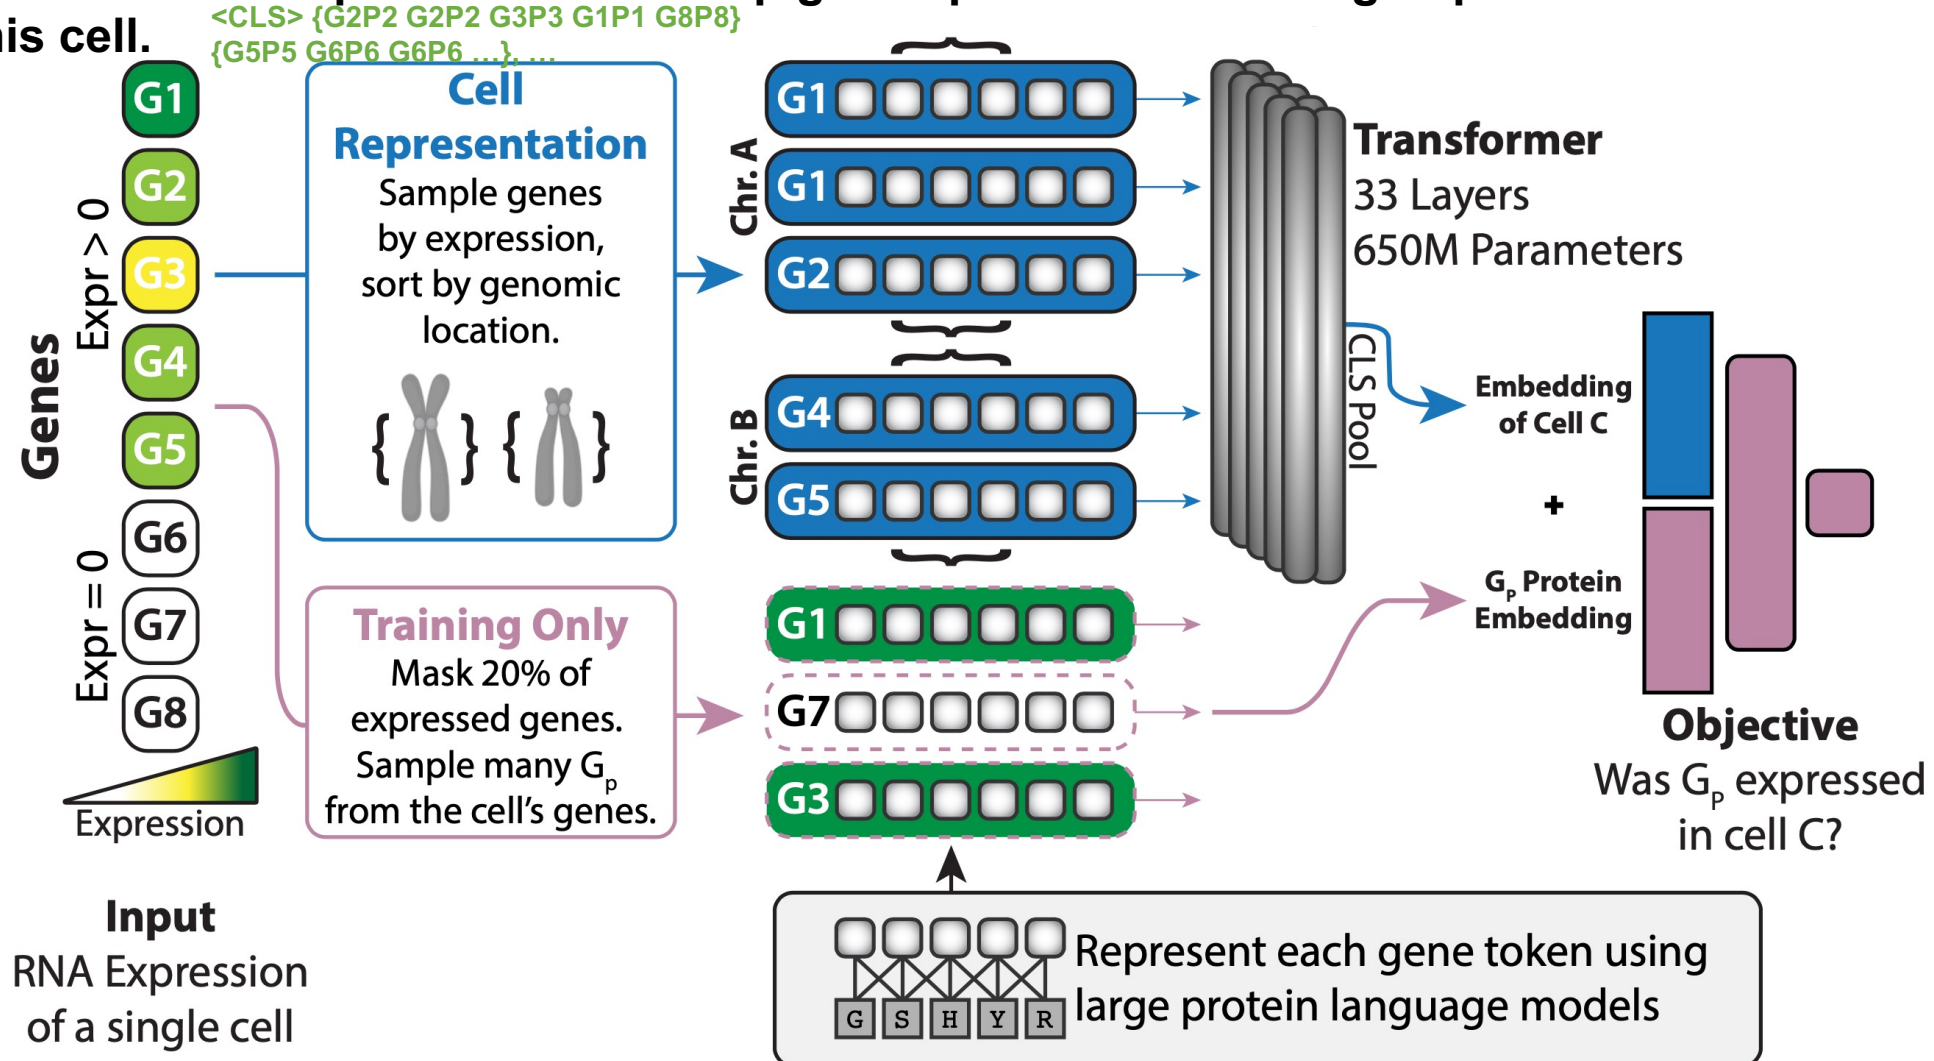 his cell.
<CLS> {G2P2 G2P2 G3P3 G1P1 G8P8}
{G5P5 G6P6 G6P6 ...}, ...
Genes
Expr > 0
Expr = 0
G1
G2
G3
G4
G5
G6
G7
G8
Expression
Input
RNA Expression
of a single cell
Cell
Representation
Sample genes
by expression,
sort by genomic
location.
{ } { }
Training Only
Mask 20% of
expressed genes.
Sample many Gp
from the cell's genes.
Chr. A
G1
G1
G2
Chr. B
G4
G5
G1
G7
G3
Transformer
33 Layers
650M Parameters
CLS Pool
Embedding
of Cell C
+
GP Protein
Embedding
Objective
Was GP expressed
in cell C?
G S H Y R
Represent each gene token using
large protein language models